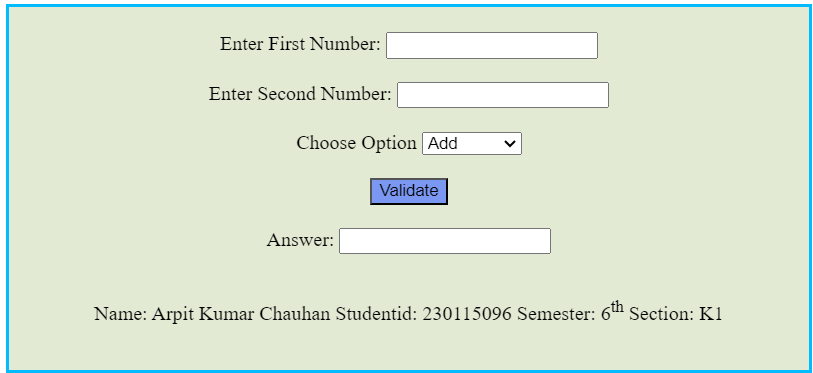 Enter First Number:
Enter Second Number:
Choose Option Add
Validate
Answer:
Name: Arpit Kumar Chauhan Studentid: 230115096 Semester: 6th Section: K1